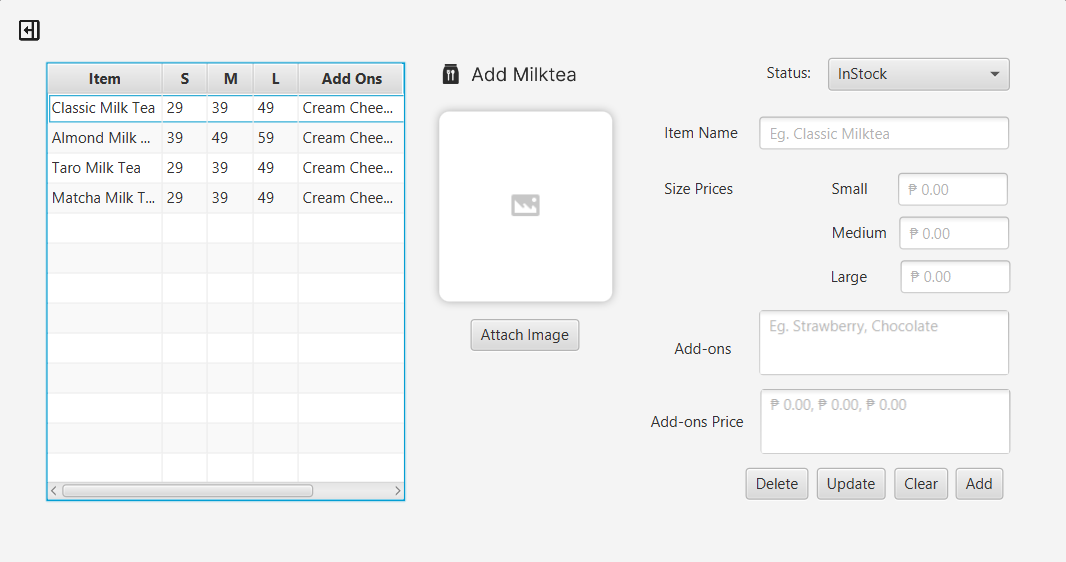 Item S M L Add Ons
Classic Milk Tea 29 39 49 Cream Chee...
Almond Milk ... 39 49 59 Cream Chee...
Taro Milk Tea 29 39 49 Cream Chee...
Matcha Milk T... 29 39 49 Cream Chee...
Add Milktea
Attach Image
Status: InStock
Item Name Eg. Classic Milktea
Size Prices Small ₱ 0.00
Medium ₱ 0.00
Large ₱ 0.00
Add-ons Eg. Strawberry, Chocolate
Add-ons Price ₱ 0.00, ₱ 0.00, ₱ 0.00
Delete Update Clear Add